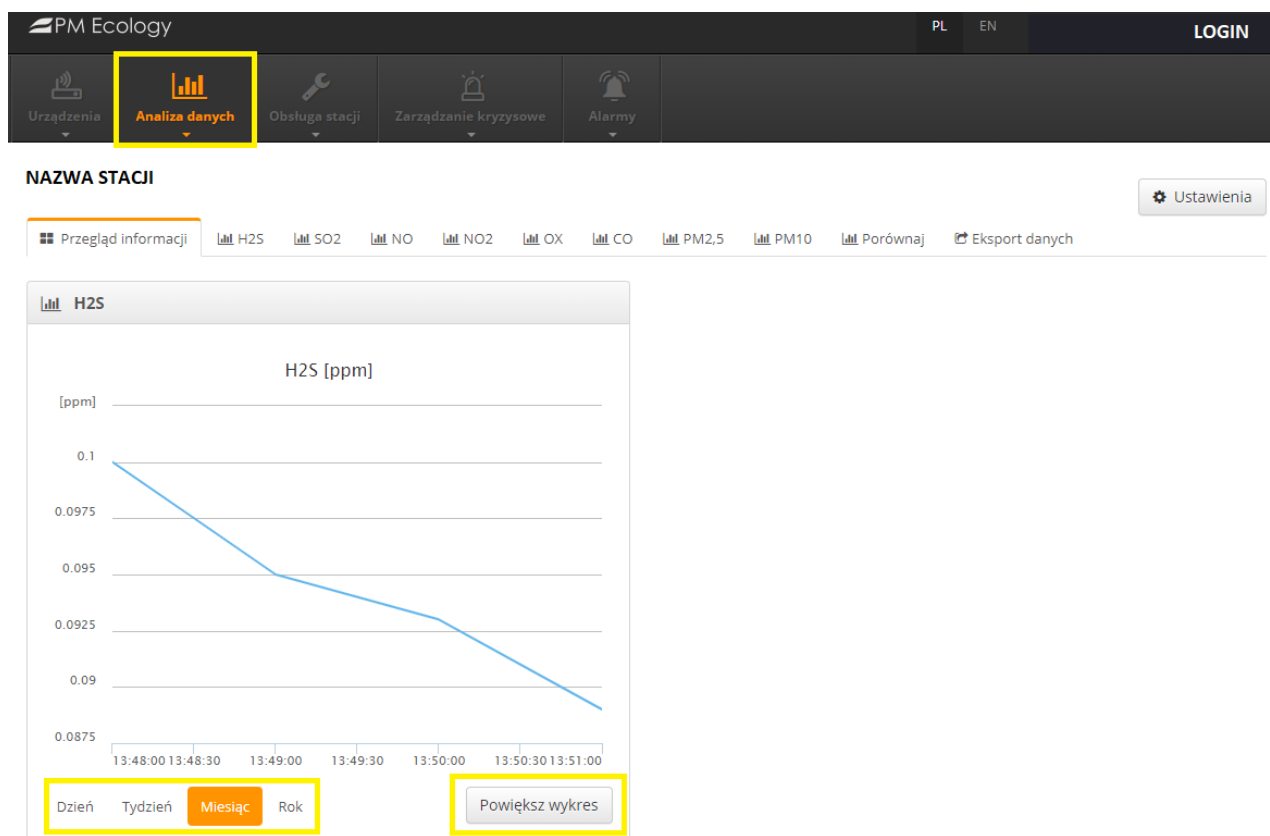 PM Ecology PL EN LOGIN
Urządzenia Analiza danych Obsługa stacji Zarządzanie kryzysowe Alarmy
NAZWA STACJI
Ustawienia
Przegląd informacji H2S SO2 NO NO2 OX CO PM2,5 PM10 Porównaj Eksport danych
H2S
H2S [ppm]
[ppm]
0.1
0.0975
0.095
0.0925
0.09
0.0875
13:48:00 13:48:30 13:49:00 13:49:30 13:50:00 13:50:30 13:51:00
Dzień Tydzień Miesiąc Rok Powiększ wykres